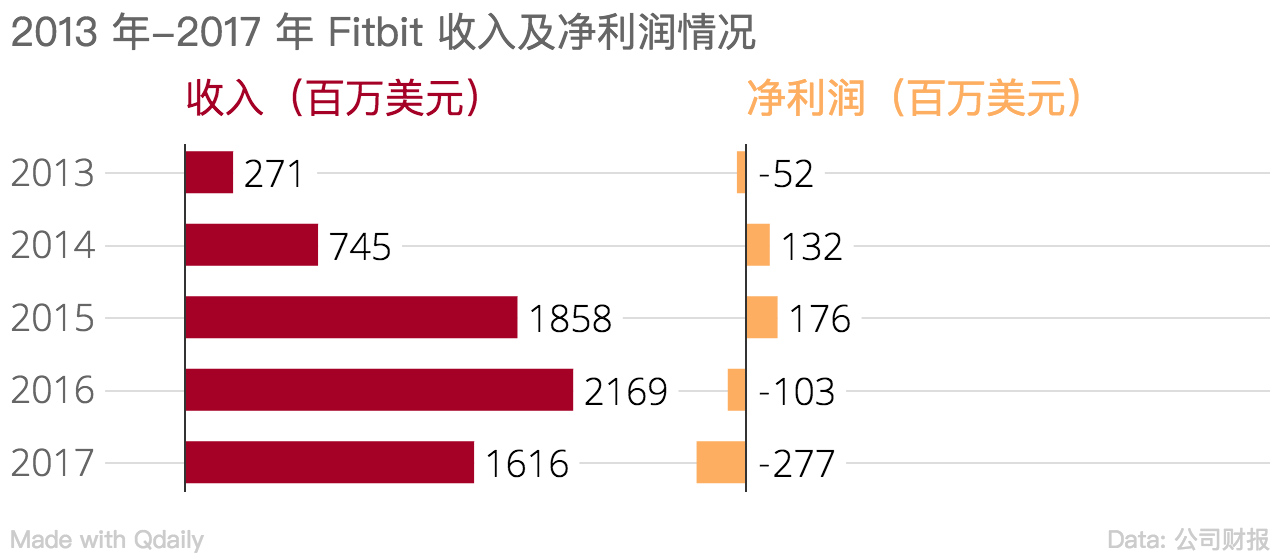 2013 年–2017 年 Fitbit 收入及净利润情况
收入（百万美元） 净利润（百万美元）
2013 271 -52
2014 745 132
2015 1858 176
2016 2169 -103
2017 1616 -277
Made with Qdaily Data: 公司财报